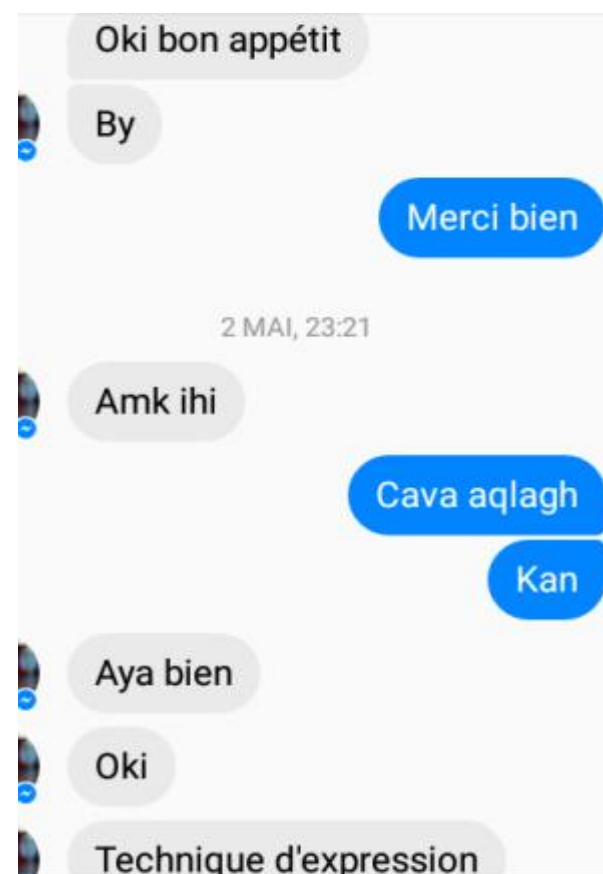 Oki bon appétit
By
Merci bien
2 MAI, 23:21
Amk ihi
Cava aqlagh
Kan
Aya bien
Oki
Technique d'expression